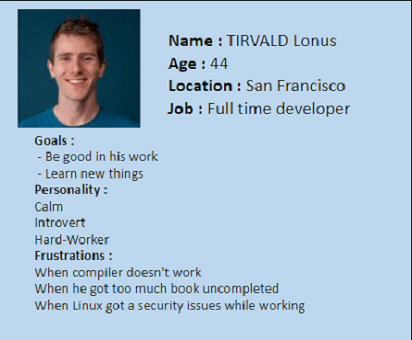 Name : TIRVALD Lonus
Age : 44
Location : San Francisco
Job : Full time developer
Goals :
- Be good in his work
- Learn new things
Personality :
Calm
Introvert
Hard-Worker
Frustrations :
When compiler doesn't work
When he got too much book uncompleted
When Linux got a security issues while working